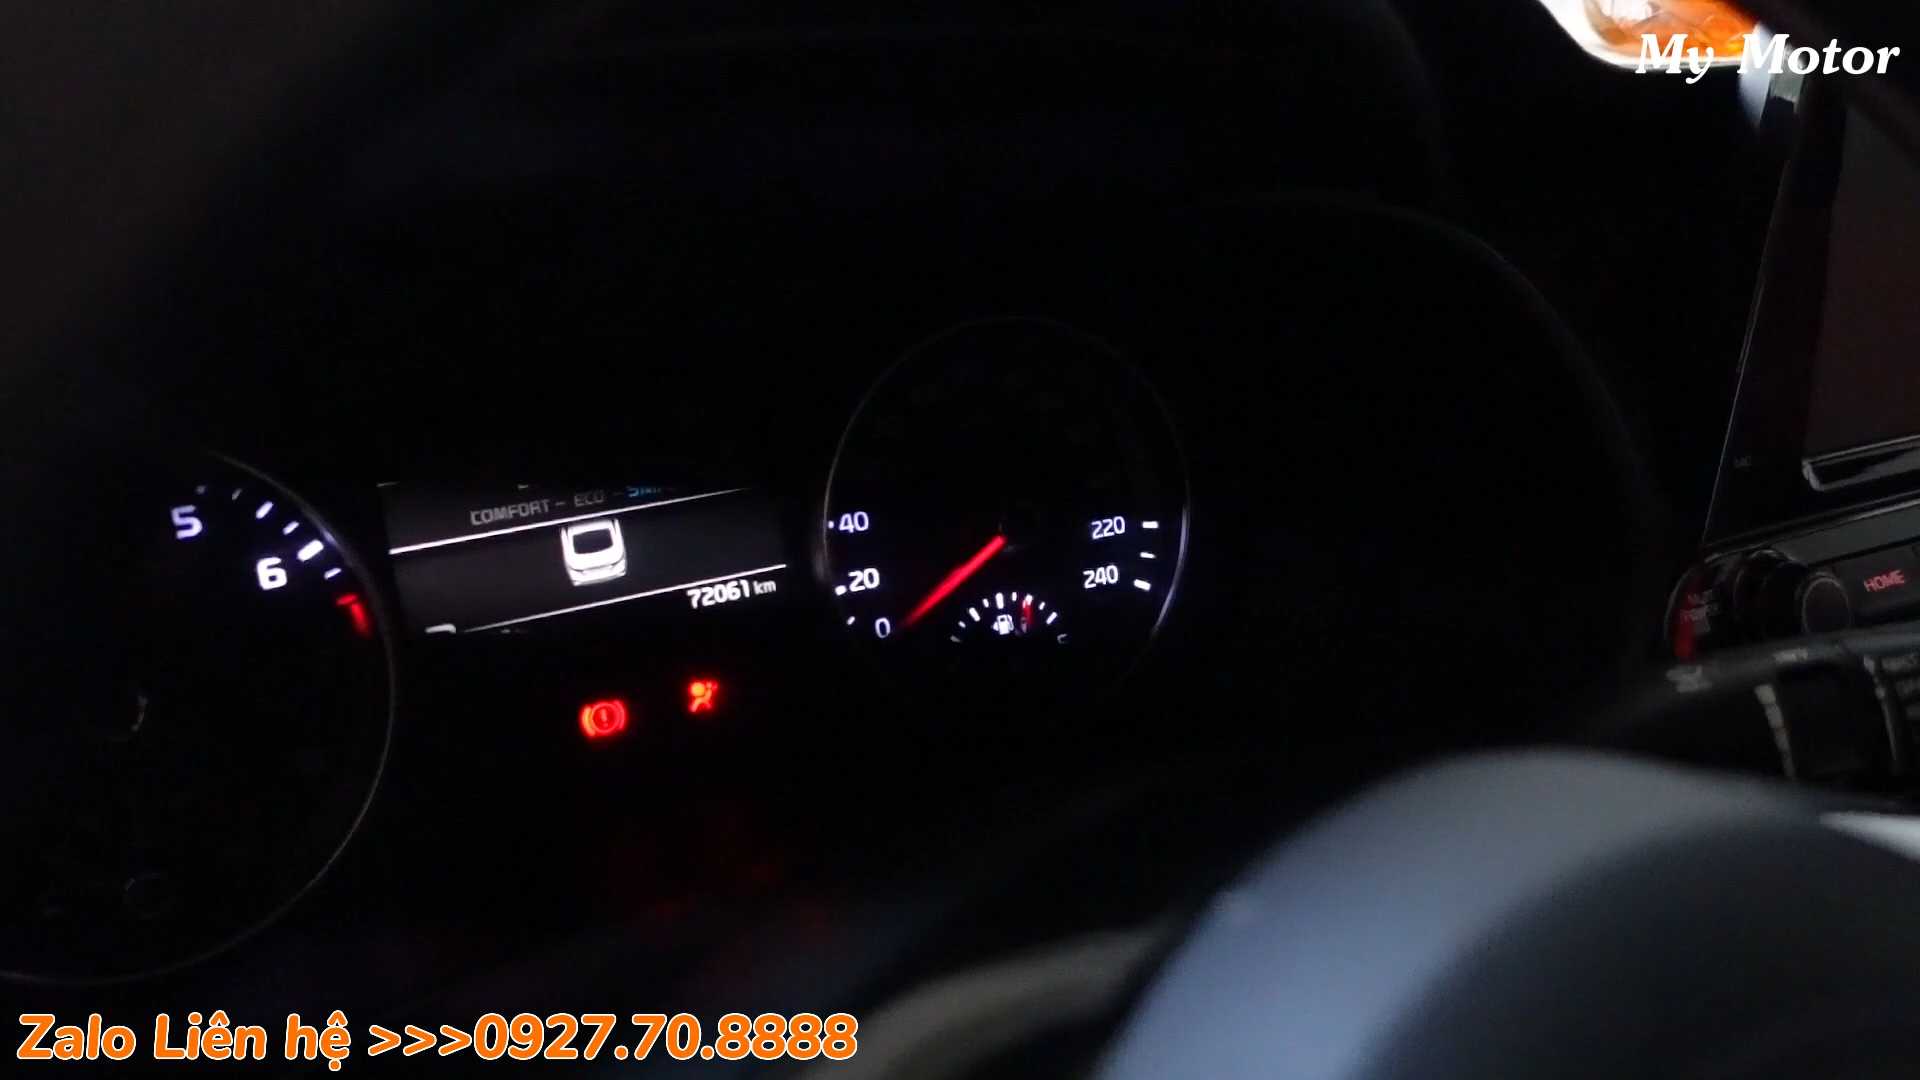 My Motor
COMFORT - ECO -
5
6
72061 km
40
20
0
220
240
HOME
Zalo Liên hệ >>>0927.70.8888